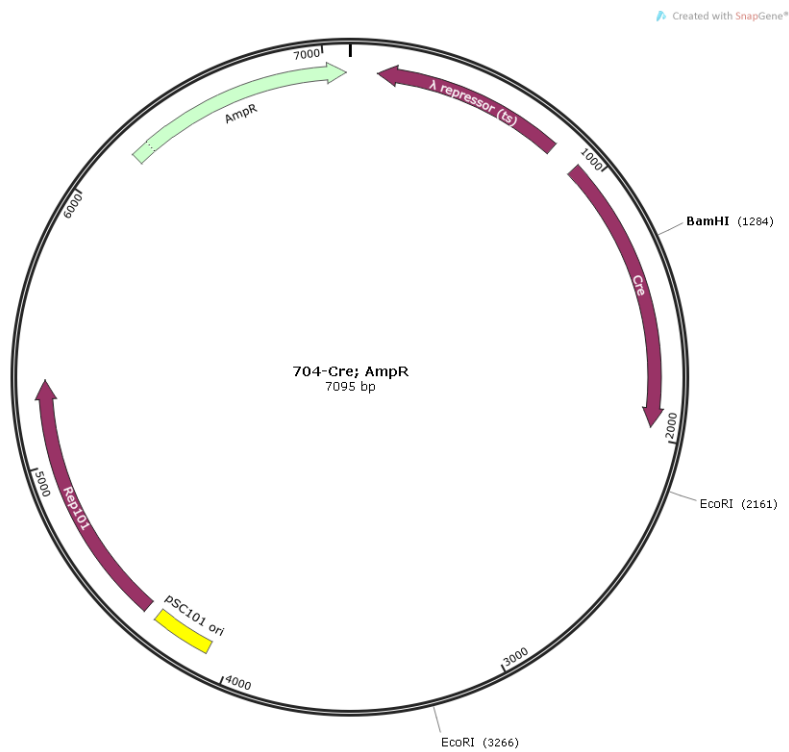 Created with SnapGene®
7000
λ repressor (ts)
AmpR
1000
6000
BamHI (1284)
Cre
704-Cre; AmpR
7095 bp
2000
5000
EcoRI (2161)
Rep101
pSC101 ori
3000
4000
EcoRI (3266)